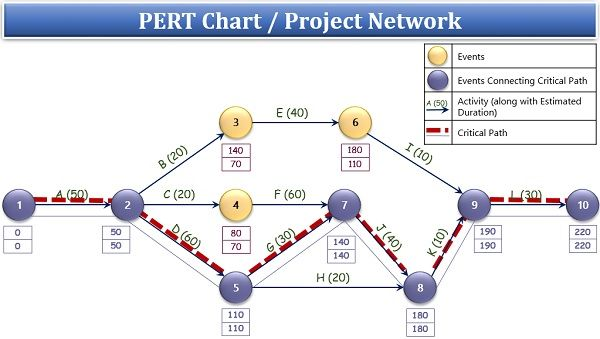 PERT Chart / Project Network
Events
Events Connecting Critical Path
A (50) Activity (along with Estimated
Duration)
Critical Path
E (40)
3
6
B (20)
140
70
180
110
I (10)
A (50)
C (20)
F (60)
L (30)
1
2
4
7
9
10
0
0
50
50
D (60)
80
70
G (30)
140
140
J (40)
K (10)
190
190
220
220
H (20)
5
8
110
110
180
180